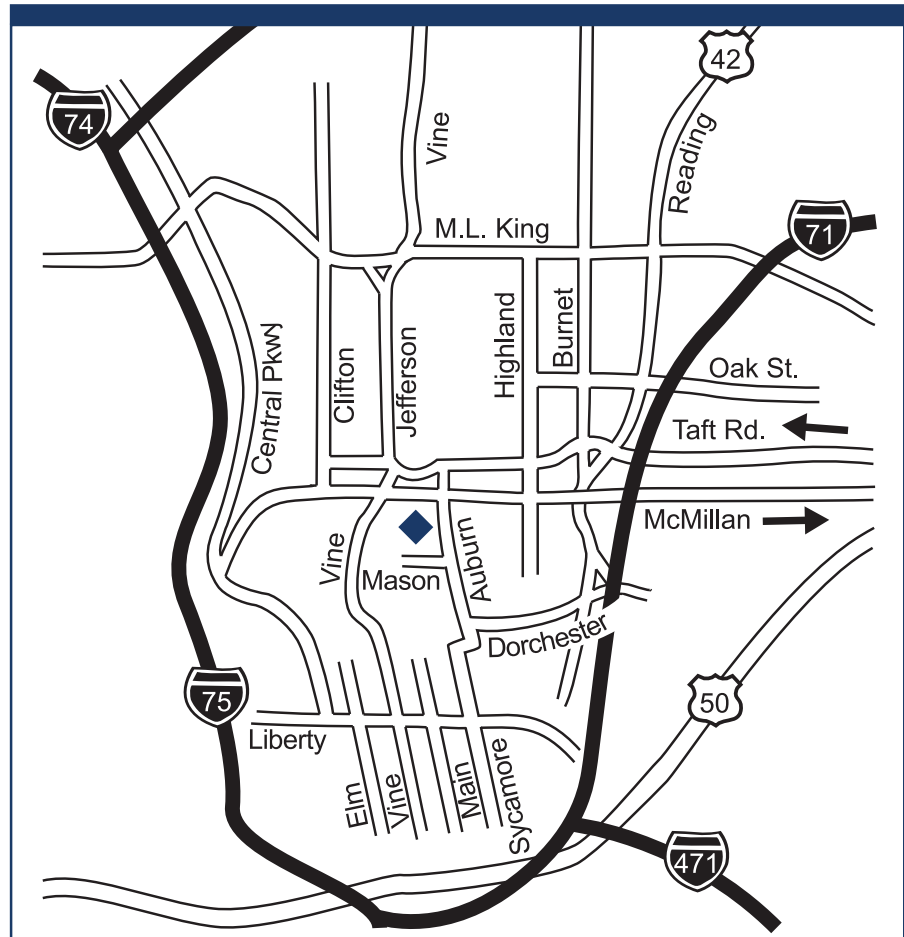 42
74
Vine
Reading
71
M.L. King
Highland
Burnet
Central Pkwy
Clifton
Jefferson
Oak St.
Taft Rd.
McMillan
Vine
Mason
Auburn
Dorchester
75
50
Liberty
Elm
Vine
Main
Sycamore
471